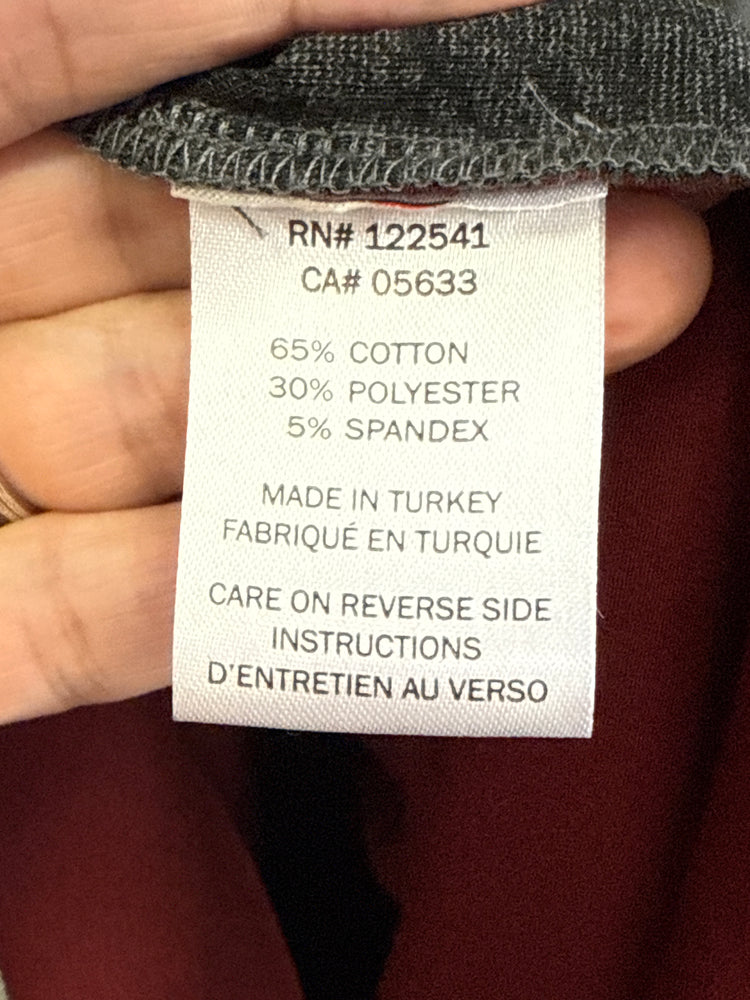 RN# 122541
CA# 05633
65% COTTON
30% POLYESTER
5% SPANDEX
MADE IN TURKEY
FABRIQUÉ EN TURQUIE
CARE ON REVERSE SIDE
INSTRUCTIONS
D'ENTRETIEN AU VERSO